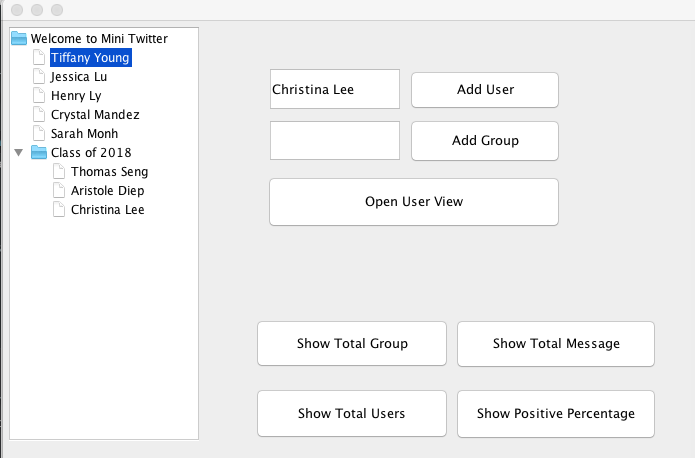 Welcome to Mini Twitter
Tiffany Young
Jessica Lu
Henry Ly
Crystal Mandez
Sarah Monh
Class of 2018
Thomas Seng
Aristole Diep
Christina Lee
Christina Lee
Add User
Add Group
Open User View
Show Total Group
Show Total Message
Show Total Users
Show Positive Percentage